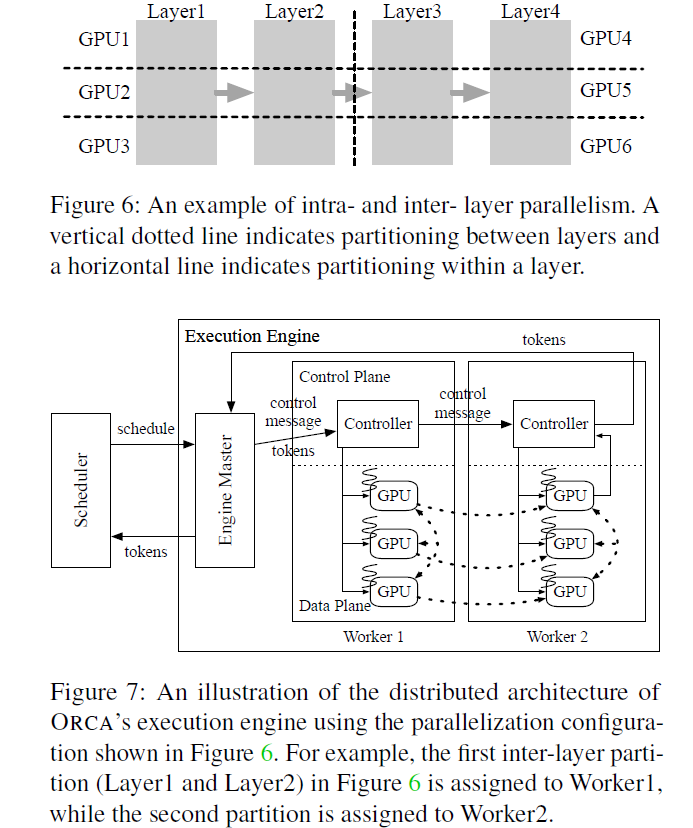 Layer1 Layer2 Layer3 Layer4
GPU1 GPU4
GPU2 GPU5
GPU3 GPU6
Figure 6: An example of intra- and inter- layer parallelism. A
vertical dotted line indicates partitioning between layers and
a horizontal line indicates partitioning within a layer.
Execution Engine
tokens
Control Plane
control
message
control
message
schedule
Controller
Controller
tokens
Scheduler
Engine Master
GPU
GPU
tokens
GPU
GPU
GPU
GPU
Data Plane
Worker 1
Worker 2
Figure 7: An illustration of the distributed architecture of
ORCA's execution engine using the parallelization configura-
tion shown in Figure 6. For example, the first inter-layer parti-
tion (Layer1 and Layer2) in Figure 6 is assigned to Worker1,
while the second partition is assigned to Worker2.